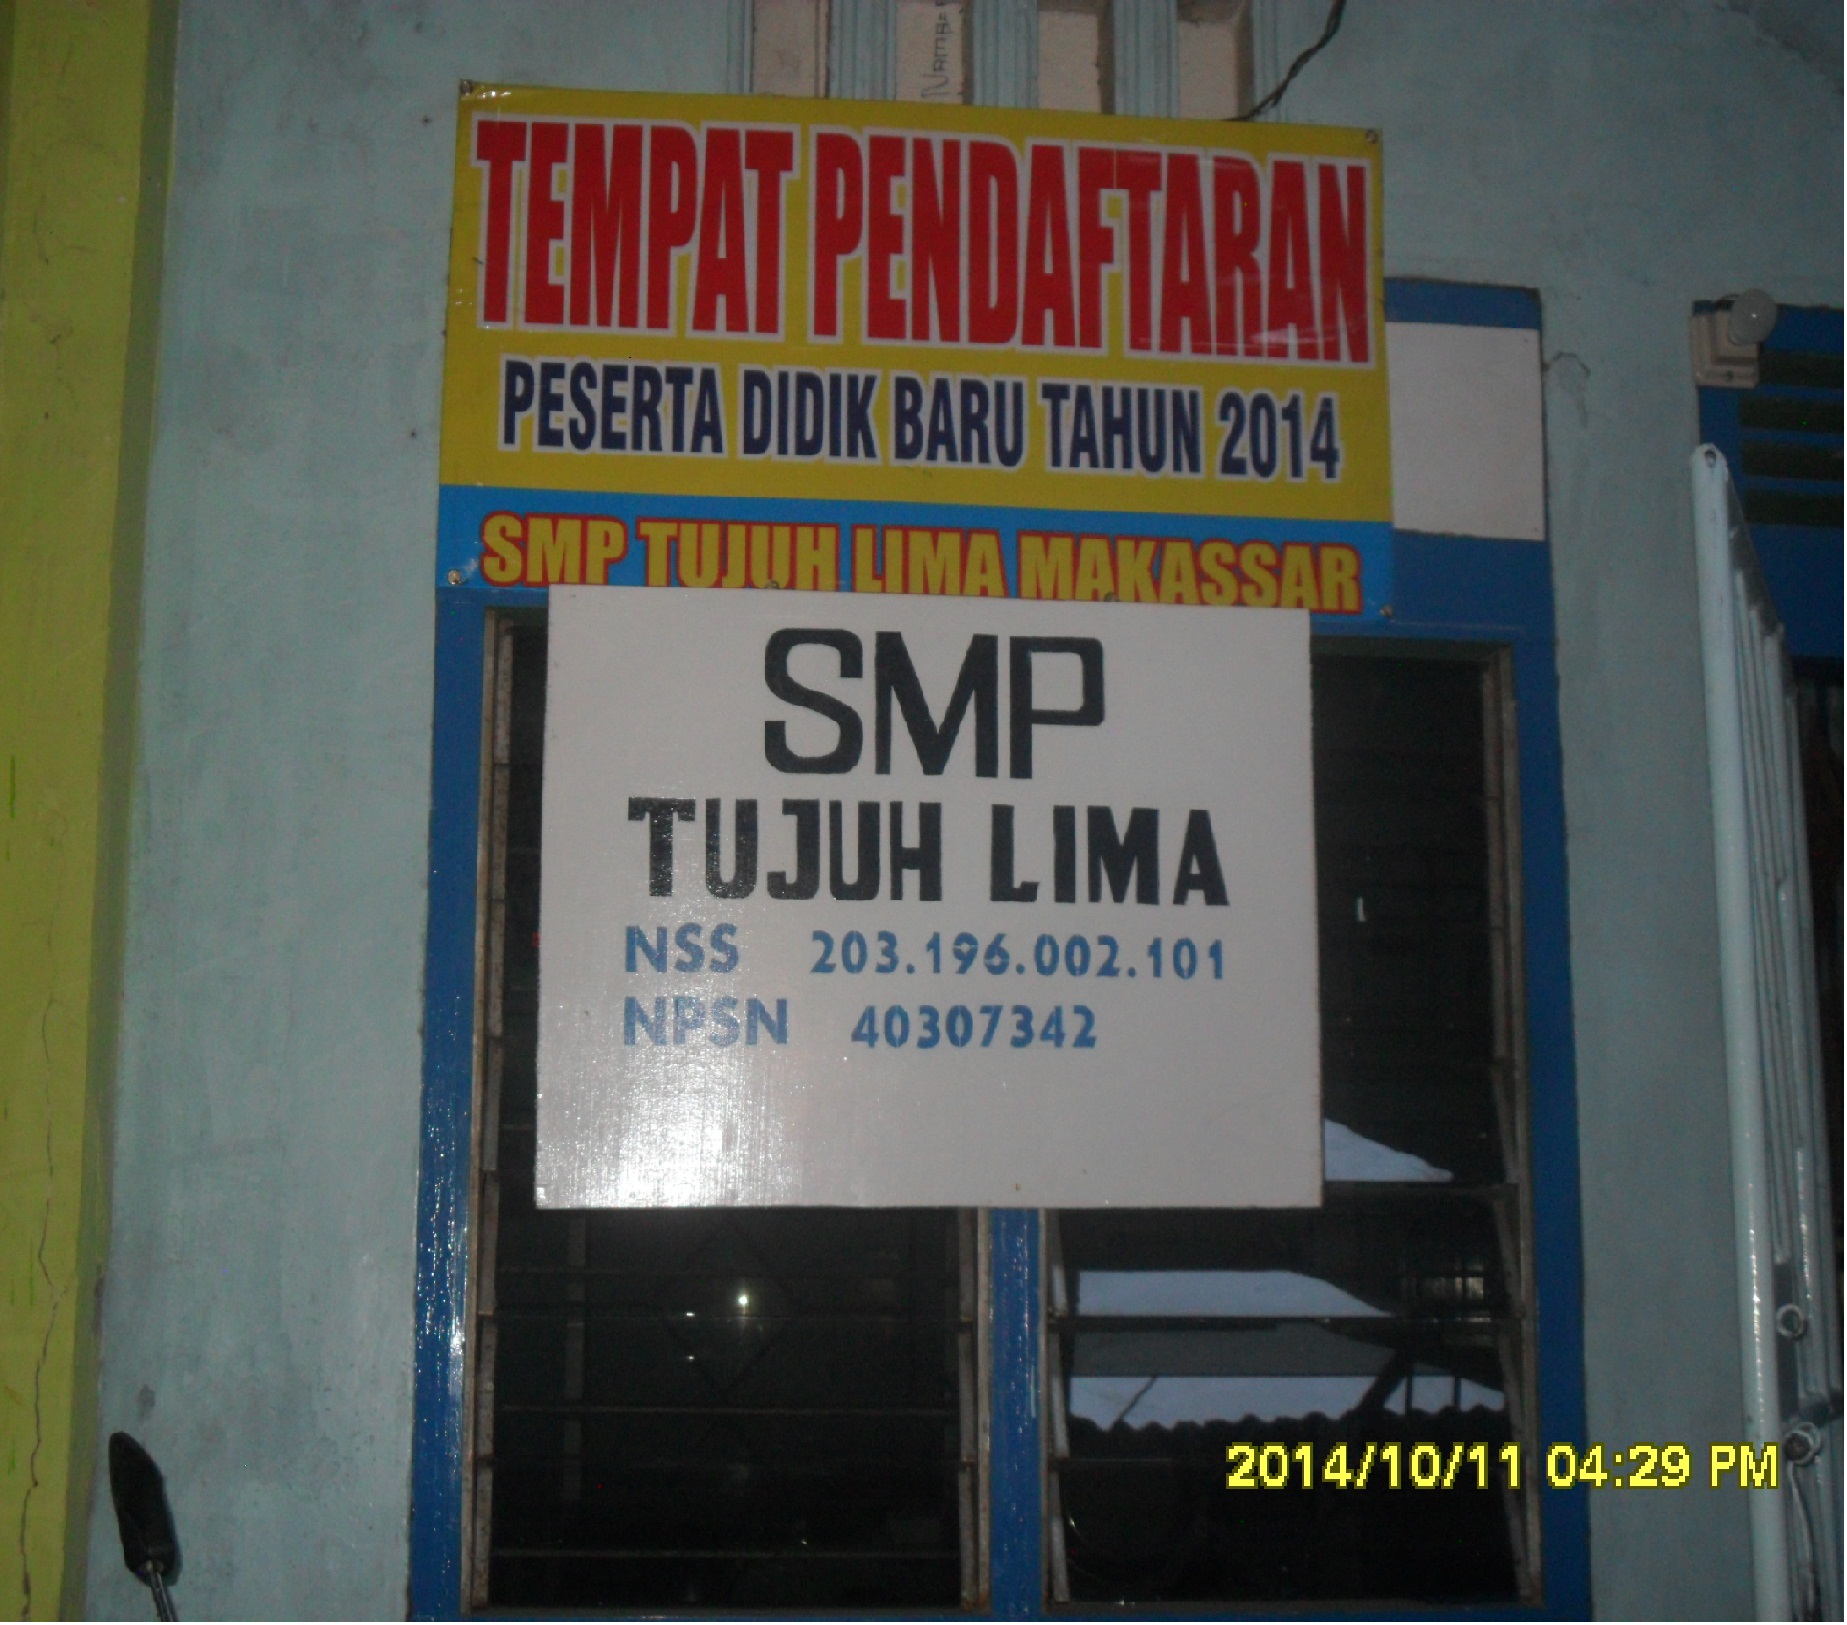 TEMPAT PENDAFTARAN
PESERTA DIDIK BARU TAHUN 2014
SMP TUJUH LIMA MAKASSAR
SMP
TUJUH LIMA
NSS 203.196.002.101
NPSN 40307342
2014/10/11 04:29 PM